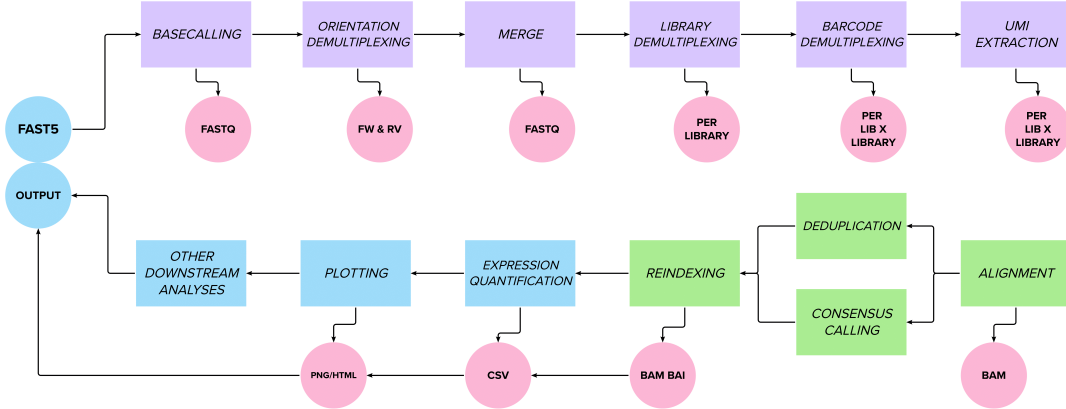 BASECALLING
ORIENTATION
DEMULTIPLEXING
MERGE
LIBRARY
DEMULTIPLEXING
BARCODE
DEMULTIPLEXING
UMI
EXTRACTION
FAST5
FASTQ
FW & RV
FASTQ
PER
LIBRARY
PER
LIB X
LIBRARY
PER
LIB X
LIBRARY
OUTPUT
OTHER
DOWNSTREAM
ANALYSES
PLOTTING
EXPRESSION
QUANTIFICATION
REINDEXING
DEDUPLICATION
CONSENSUS
CALLING
ALIGNMENT
PNG/HTML
CSV
BAM BAI
BAM